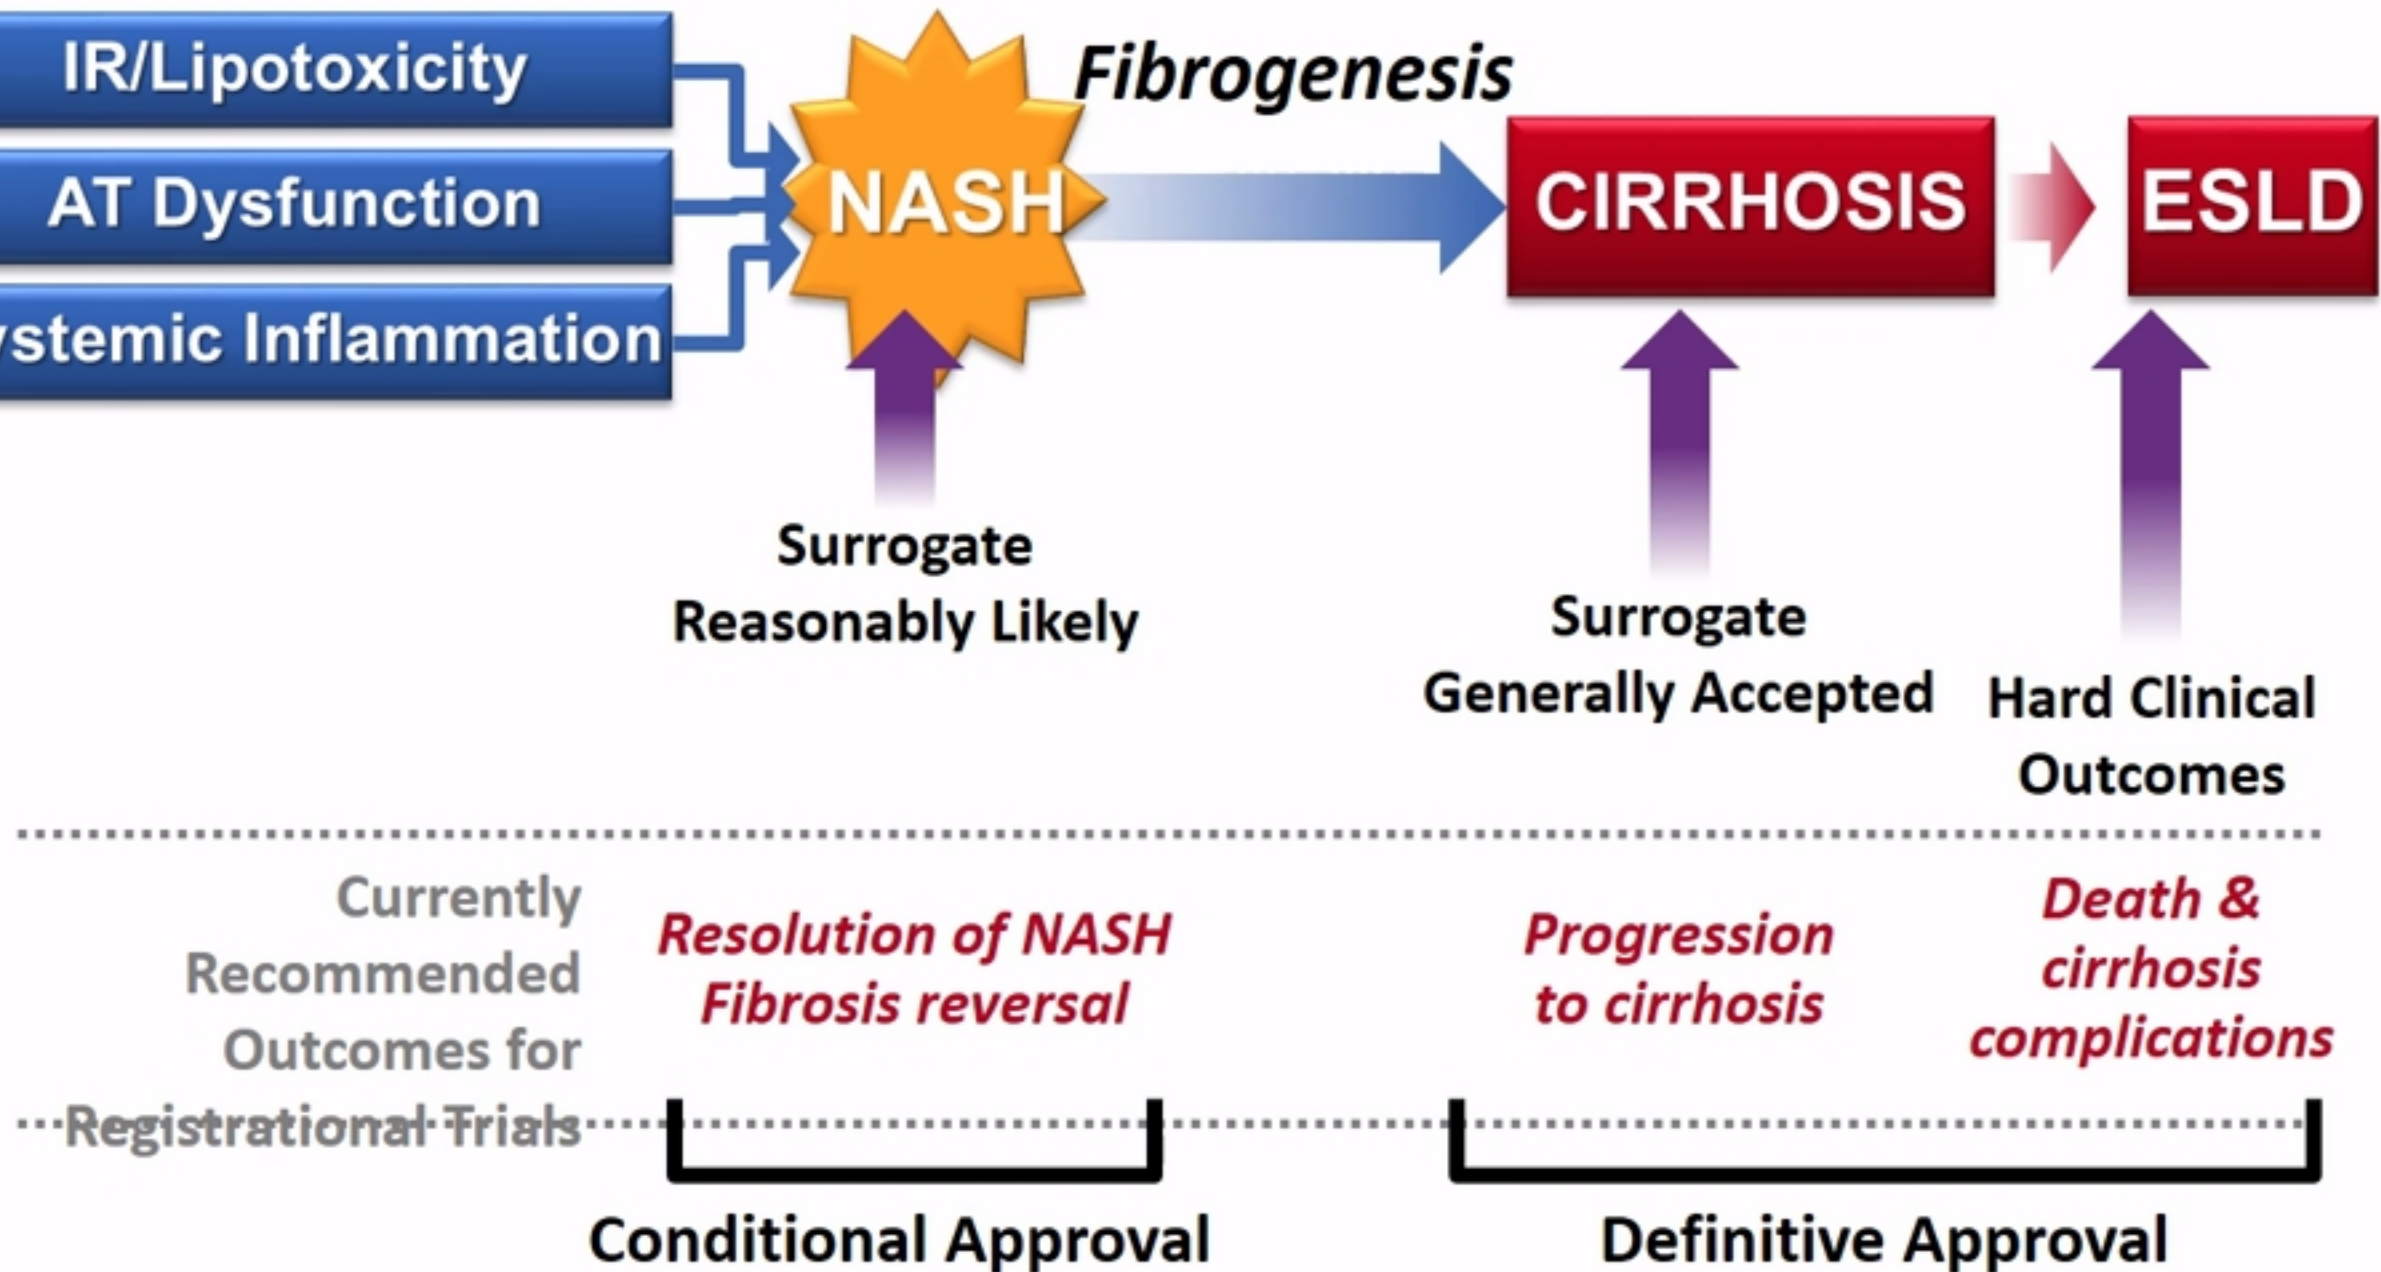 IR/Lipotoxicity
AT Dysfunction
ystemic Inflammation
NASH
Fibrogenesis
CIRRHOSIS
ESLD
Surrogate
Reasonably Likely
Surrogate
Generally Accepted
Hard Clinical
Outcomes
Currently
Recommended
Outcomes for
Registrational Trials
Resolution of NASH
Fibrosis reversal
Progression
to cirrhosis
Death &
cirrhosis
complications
Conditional Approval
Definitive Approval